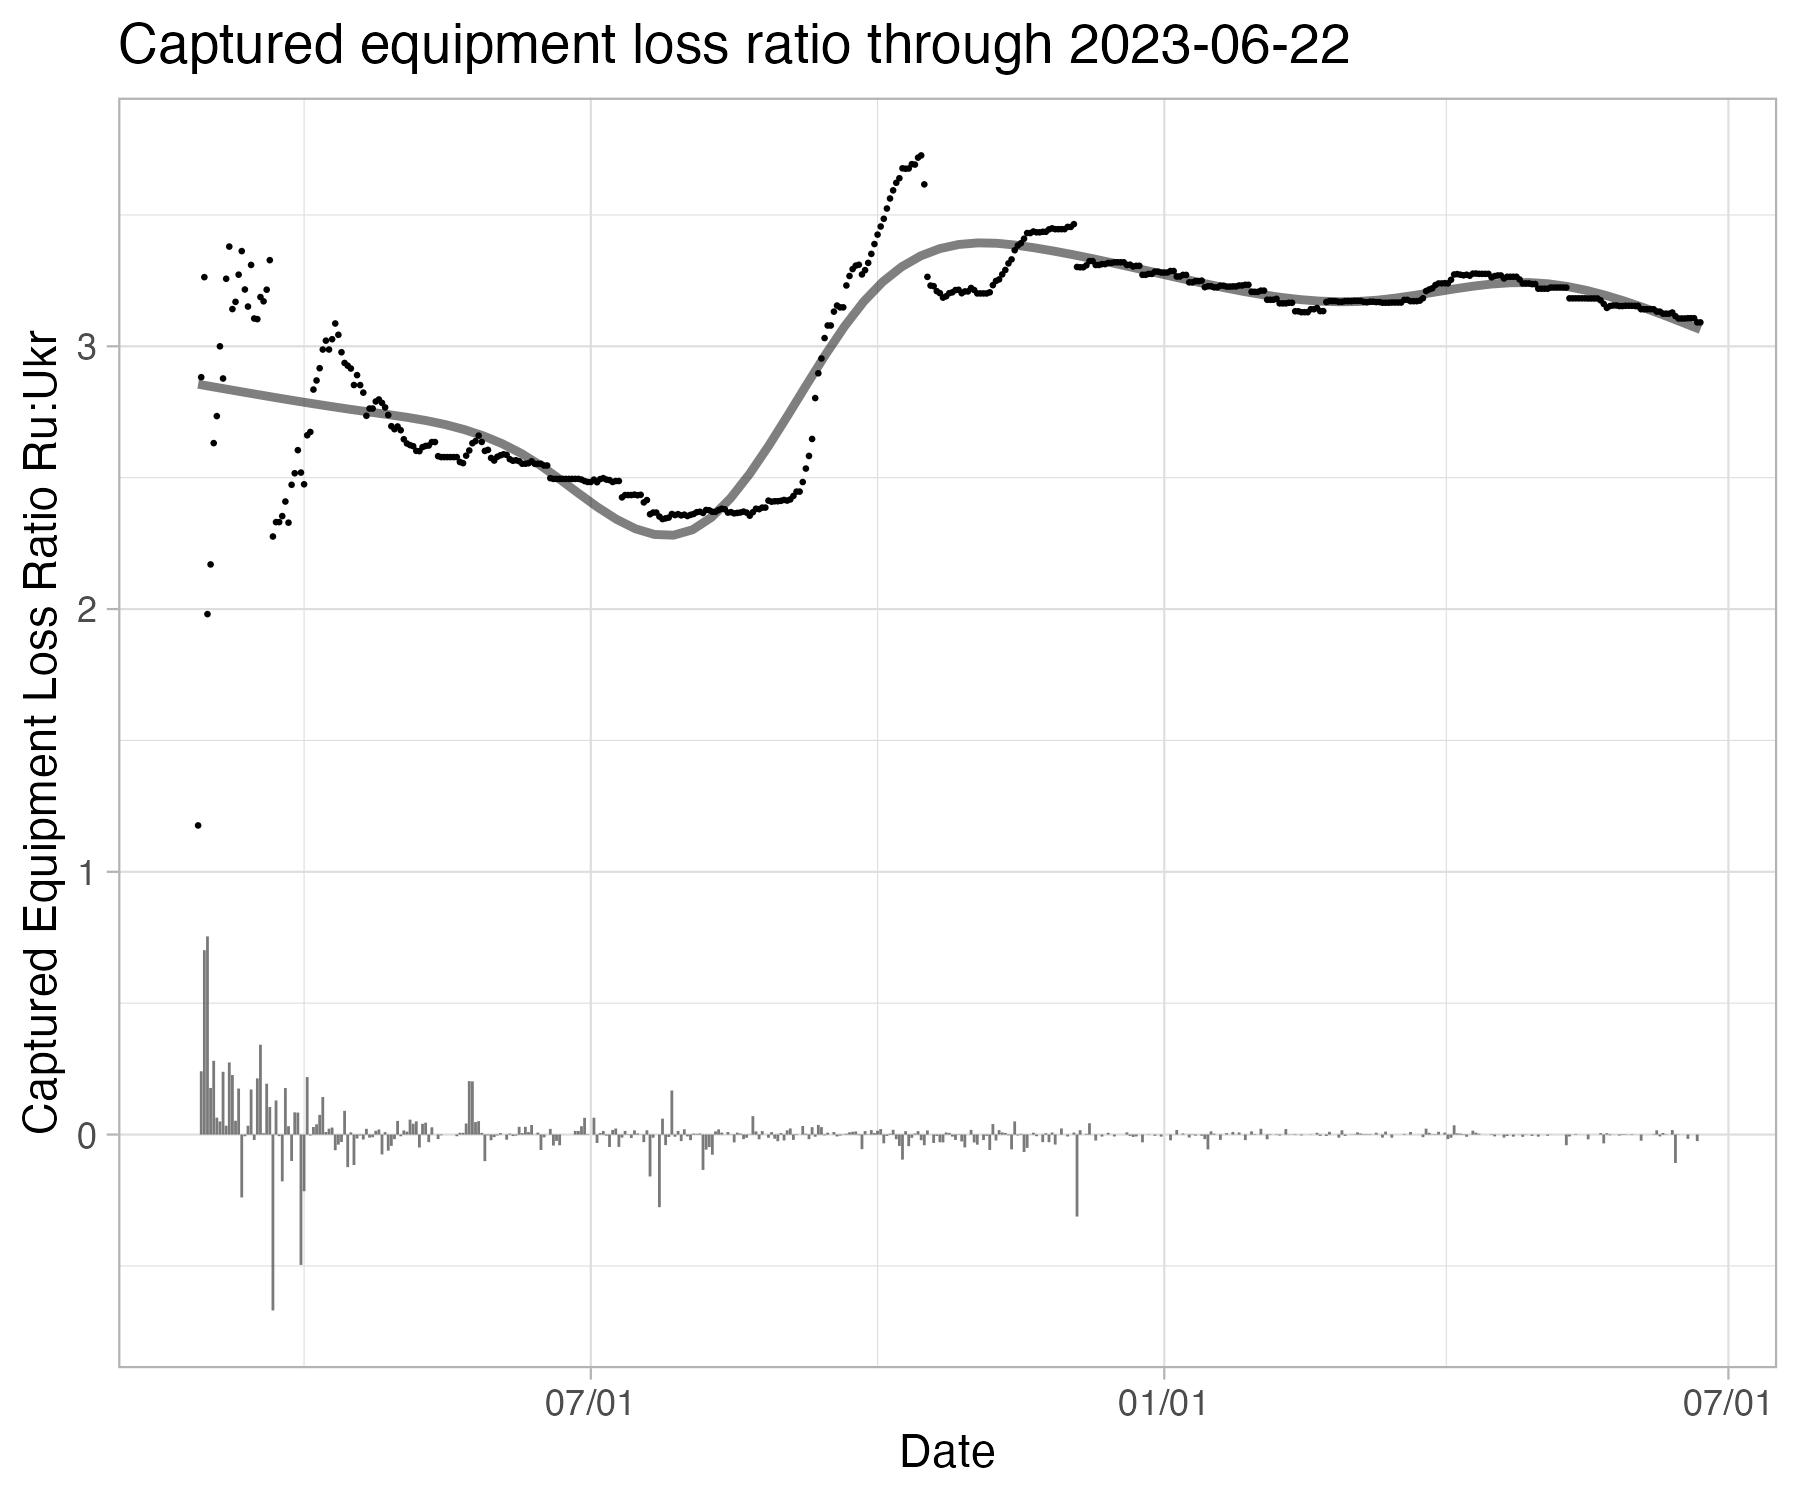 Captured equipment loss ratio through 2023-06-22
Captured Equipment Loss Ratio Ru:Ukr
3
2
1
0
07/01
01/01
07/01
Date